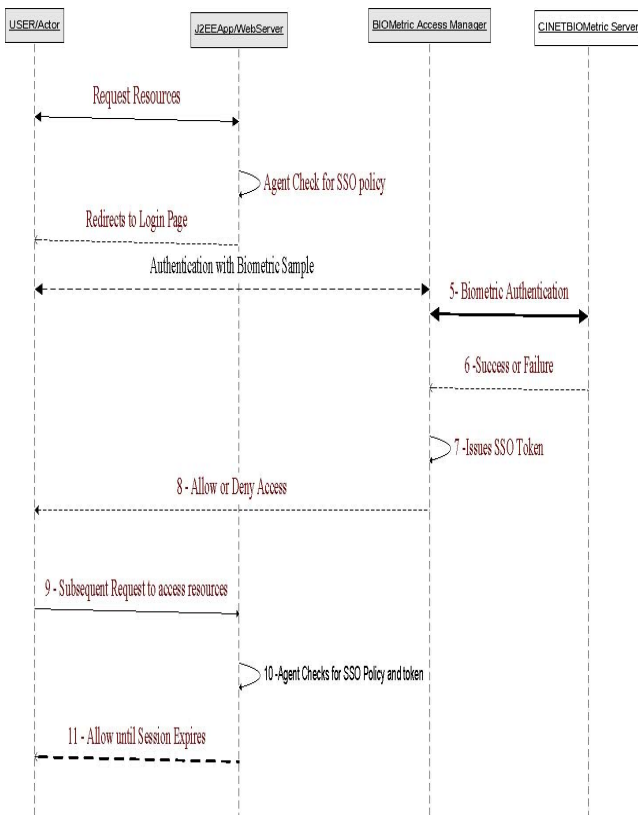 USER/Actor
J2EEApp/WebServer
BIOMetric Access Manager
CINETBIOMetric Server
Request Resources
Agent Check for SSO policy
Redirects to Login Page
Authentication with Biometric Sample
5- Biometric Authentication
6 -Success or Failure
7 -Issues SSO Token
8 - Allow or Deny Access
9 - Subsequent Request to access resources
10 -Agent Checks for SSO Policy and token
11 - Allow until Session Expires